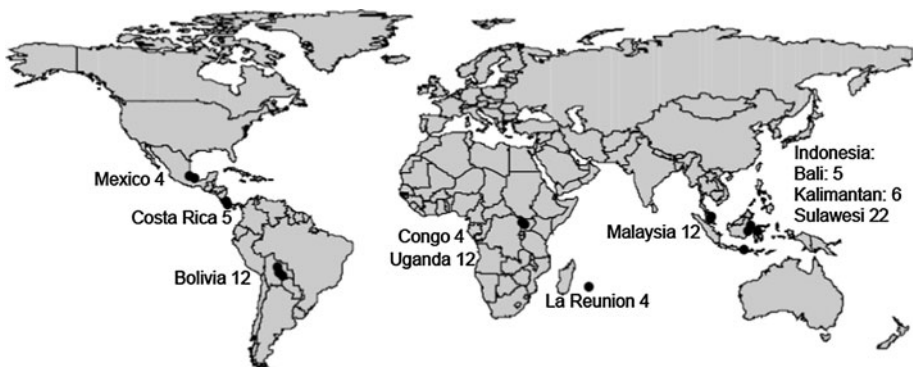 Mexico 4
Costa Rica 5
Bolivia 12
Congo 4
Uganda 12
La Reunion 4
Malaysia 12
Indonesia:
Bali: 5
Kalimantan: 6
Sulawesi 22